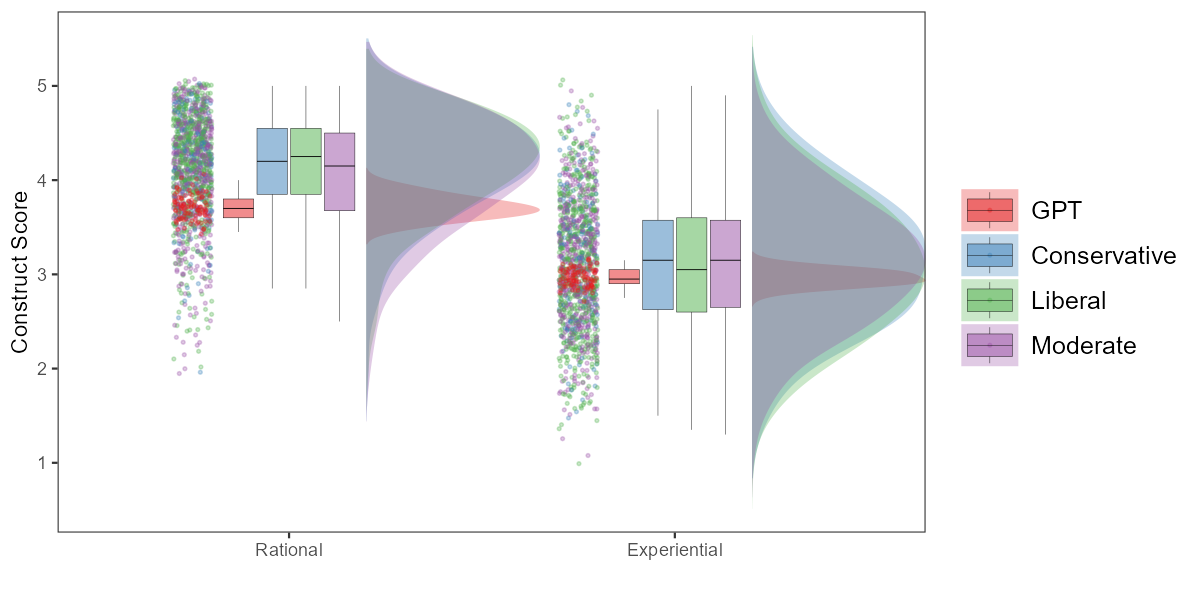 Construct Score
5
4
3
2
1
Rational
Experiential
GPT
Conservative
Liberal
Moderate